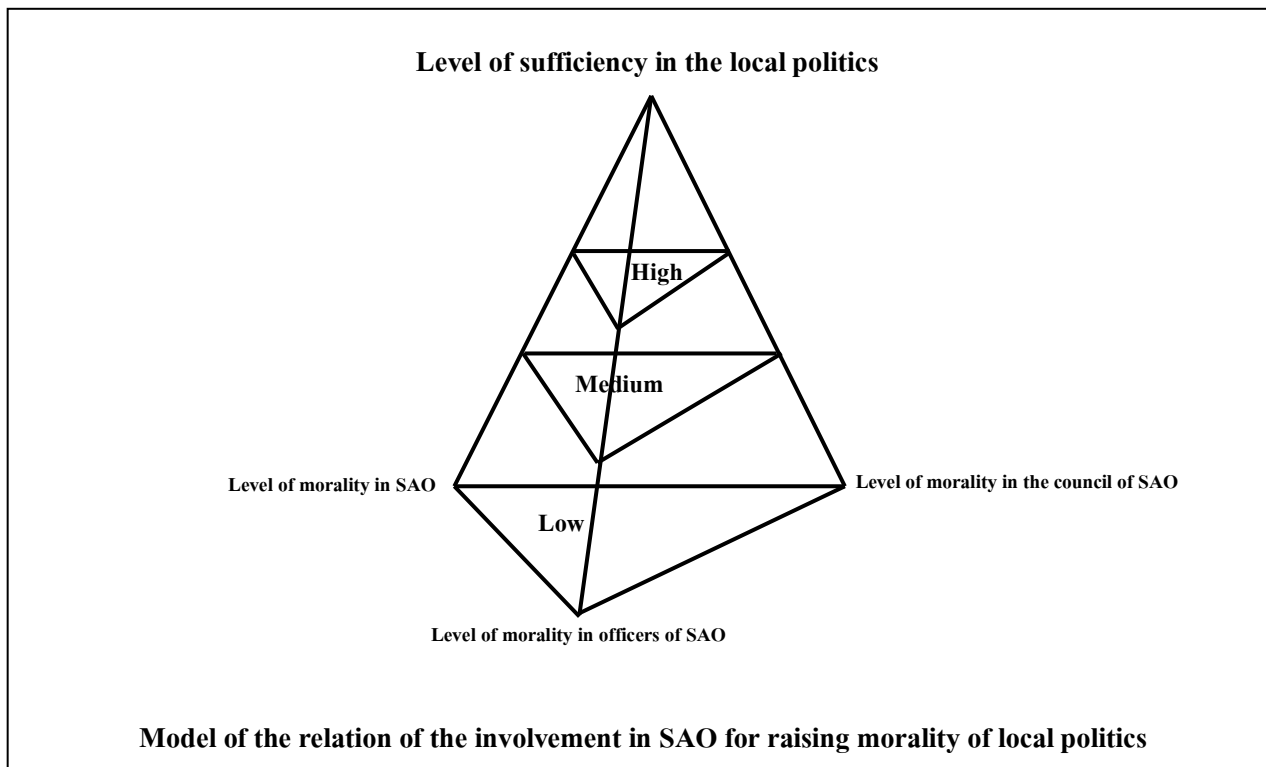 Level of sufficiency in the local politics
High
Medium
Level of morality in SAO
Level of morality in the council of SAO
Low
Level of morality in officers of SAO
Model of the relation of the involvement in SAO for raising morality of local politics